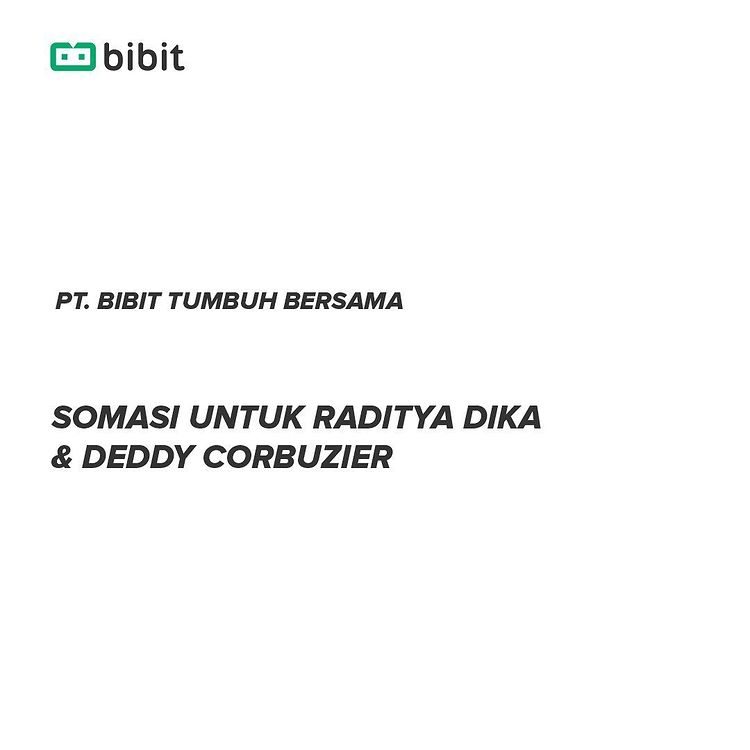 bibit
PT. BIBIT TUMBUH BERSAMA
SOMASI UNTUK RADITYA DIKA
& DEDDY CORBUZIER